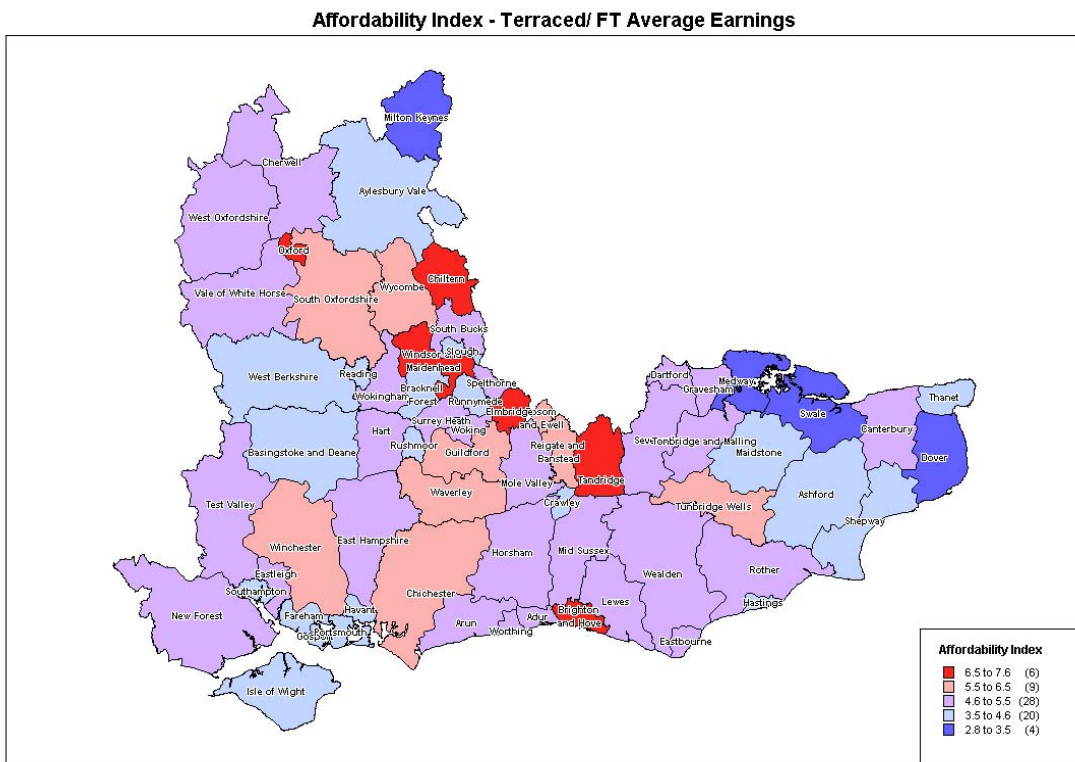 Affordability Index - Terraced/ FT Average Earnings
Milton Keynes
Cherwell
Aylesbury Vale
West Oxfordshire
Oxford
Chiltern
Vale of White Horse
South Oxfordshire
Wycombe
South Bucks
Windsor
Slough
Maidenhead
West Berkshire
Reading
Bracknell
Forest
Wokingham
Spelthorne
Runnymede
Dartford
Gravesham
Medway
Thanet
Swale
Elmbridge
and Ewell
Surrey Heath
Woking
Hart
Rushmoor
Guildford
Reigate and
Banstead
Tonbridge and Malling
Canterbury
Basingstoke and Deane
Maidstone
Dover
Waverley
Mole Valley
Tandridge
Ashford
Test Valley
Crawley
Tunbridge Wells
Shepway
Winchester
East Hampshire
Horsham
Mid Sussex
Wealden
Rother
Eastleigh
Southampton
Chichester
Lewes
Hastings
New Forest
Fareham
Havant
Portsmouth
Arun
Worthing
Adur
Brighton
and Hove
Eastbourne
Isle of Wight
Affordability Index
6.5 to 7.6 (6)
5.5 to 6.5 (9)
4.6 to 5.5 (28)
3.5 to 4.6 (20)
2.8 to 3.5 (4)